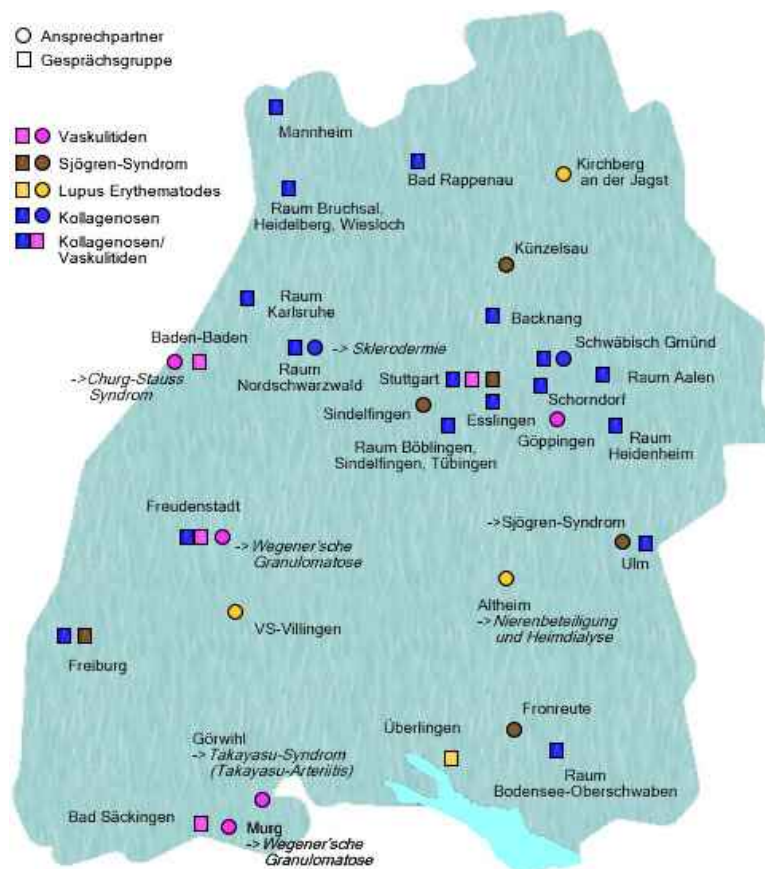 Ansprechpartner
Gesprächsgruppe
Vaskulitiden
Sjögren-Syndrom
Lupus Erythematodes
Kollagenosen
Kollagenosen/
Vaskulitiden
Mannheim
Bad Rappenau
Kirchberg
an der Jagst
Raum Bruchsal,
Heidelberg, Wiesloch
Künzelsau
Raum
Karlsruhe
Backnang
Baden-Baden
->Churg-Stauss
Syndrom
-> Sklerodermie
Raum
Nordschwarzwald
Schwäbisch Gmünd
Raum Aalen
Stuttgart
Schorndorf
Sindelfingen
Esslingen
Göppingen
Raum
Heidenheim
Raum Böblingen,
Sindelfingen, Tübingen
Freudenstadt
-> Wegener'sche
Granulomatose
->Sjögren-Syndrom
Ulm
Altheim
-> Nierenbeteiligung
und Heimdialyse
VS-Villingen
Freiburg
Fronreute
Überlingen
Raum
Bodensee-Oberschwaben
Görwihl
-> Takayasu-Syndrom
(Takayasu-Arteriitis)
Bad Säckingen
Murg
-> Wegener'sche
Granulomatose